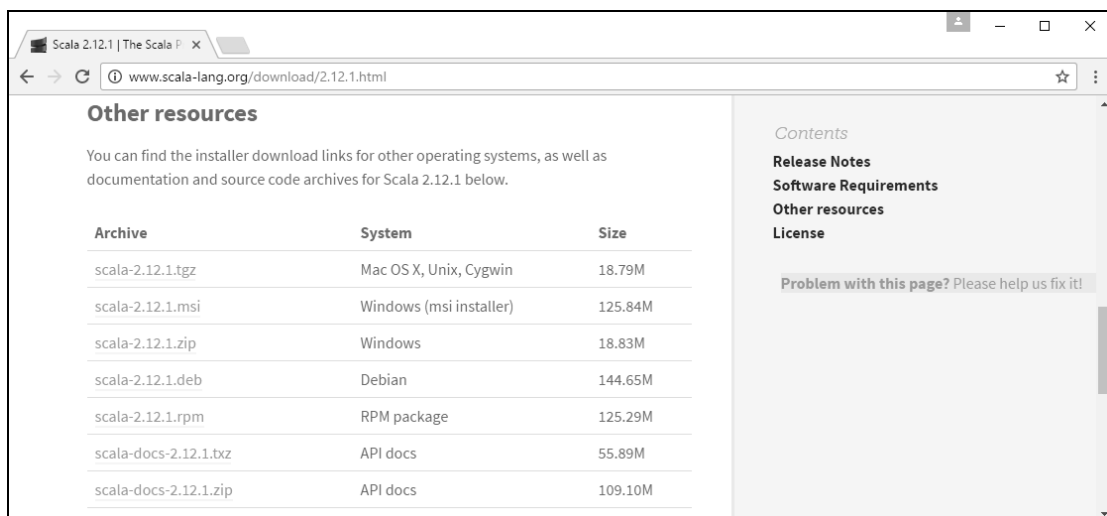 Scala 2.12.1 | The Scala P
www.scala-lang.org/download/2.12.1.html
Other resources
You can find the installer download links for other operating systems, as well as
documentation and source code archives for Scala 2.12.1 below.
Archive System Size
scala-2.12.1.tgz Mac OS X, Unix, Cygwin 18.79M
scala-2.12.1.msi Windows (msi installer) 125.84M
scala-2.12.1.zip Windows 18.83M
scala-2.12.1.deb Debian 144.65M
scala-2.12.1.rpm RPM package 125.29M
scala-docs-2.12.1.txz API docs 55.89M
scala-docs-2.12.1.zip API docs 109.10M
Contents
Release Notes
Software Requirements
Other resources
License
Problem with this page? Please help us fix it!